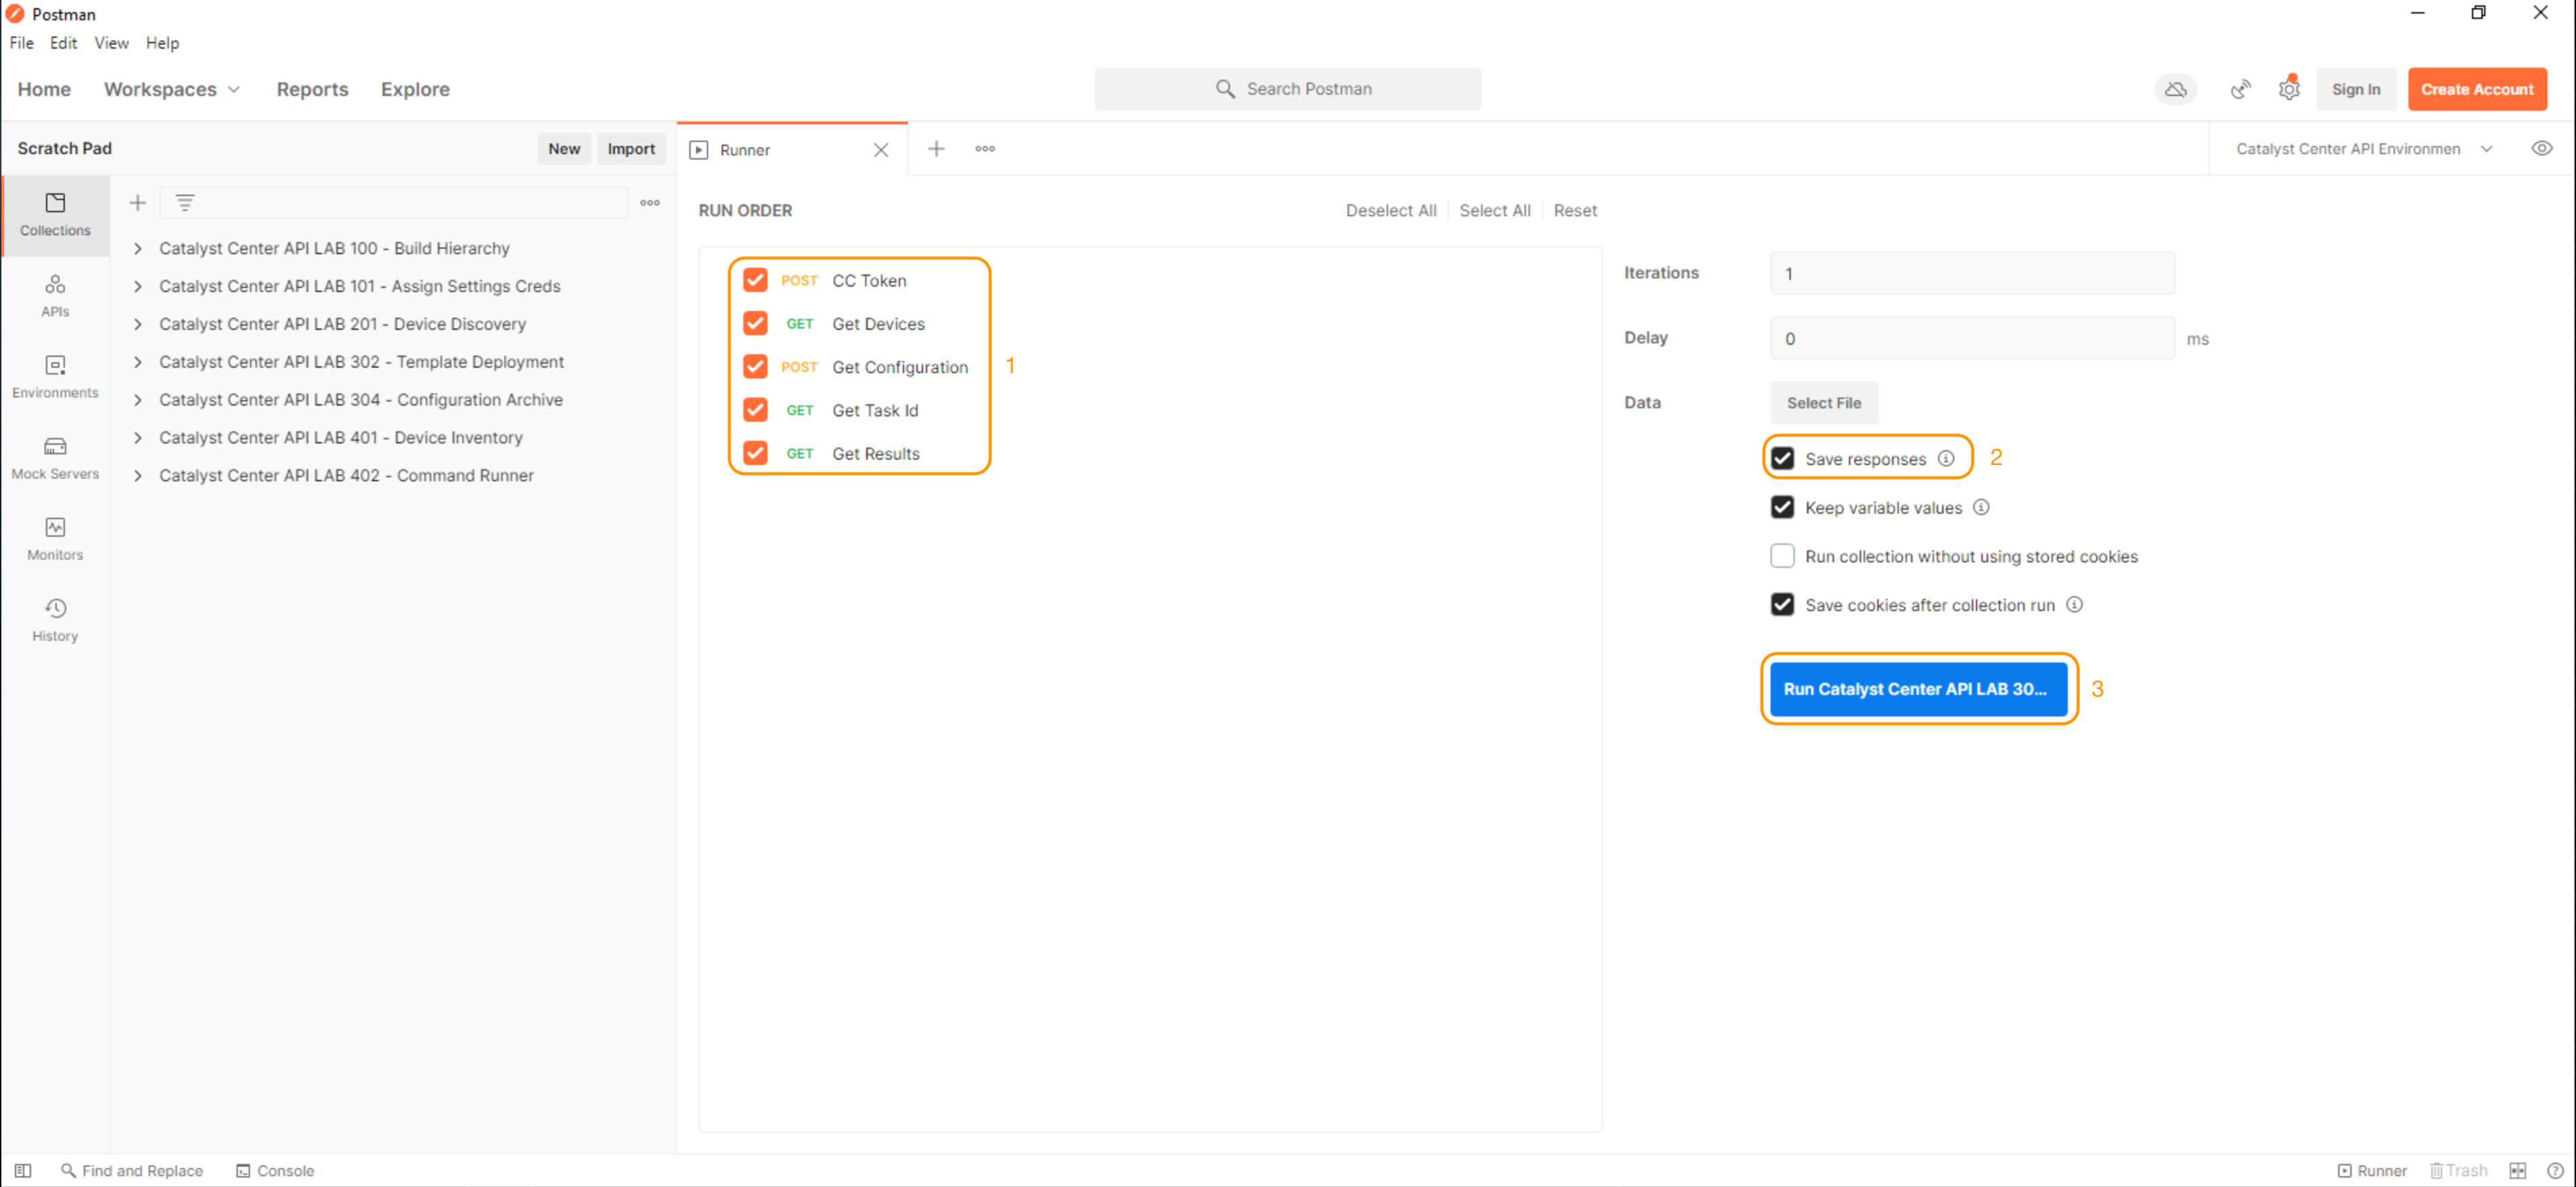 Postman
File Edit View Help
Home Workspaces Reports Explore
Search Postman
Sign In Create Account
Scratch Pad New Import
Runner
Catalyst Center API Environmen
Collections
APIs
Environments
Mock Servers
Monitors
History
Catalyst Center API LAB 100 - Build Hierarchy
Catalyst Center API LAB 101 - Assign Settings Creds
Catalyst Center API LAB 201 - Device Discovery
Catalyst Center API LAB 302 - Template Deployment
Catalyst Center API LAB 304 - Configuration Archive
Catalyst Center API LAB 401 - Device Inventory
Catalyst Center API LAB 402 - Command Runner
RUN ORDER Deselect All Select All Reset
POST CC Token
GET Get Devices
POST Get Configuration 1
GET Get Task Id
GET Get Results
Iterations 1
Delay 0 ms
Data Select File
Save responses 2
Keep variable values
Run collection without using stored cookies
Save cookies after collection run
Run Catalyst Center API LAB 30... 3
Find and Replace Console
Runner Trash